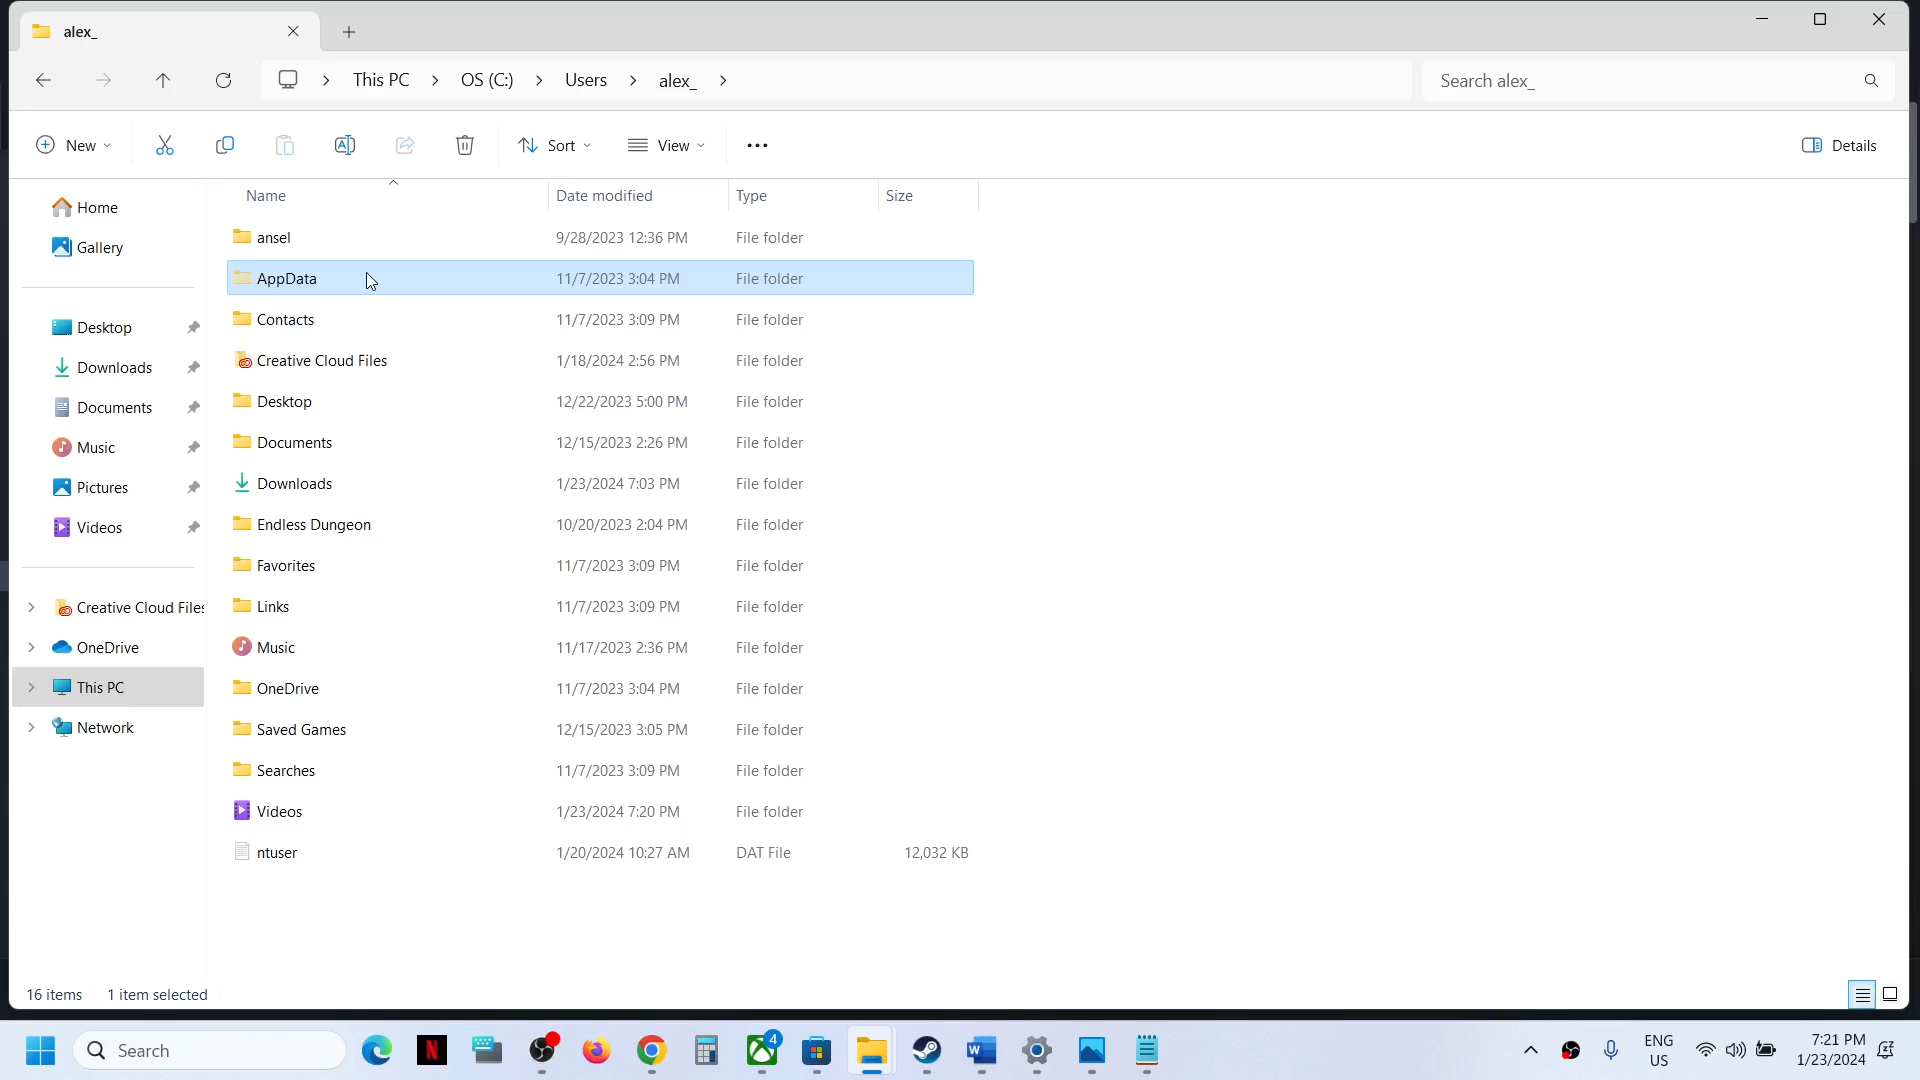 alex_
This PC
OS (C:)
Users
alex_
Search alex_
New
Sort
View
Details
Name
Date modified
Type
Size
Home
Gallery
Desktop
Downloads
Documents
Music
Pictures
Videos
Creative Cloud Files
OneDrive
This PC
Network
ansel 9/28/2023 12:36 PM File folder
AppData 11/7/2023 3:04 PM File folder
Contacts 11/7/2023 3:09 PM File folder
Creative Cloud Files 1/18/2024 2:56 PM File folder
Desktop 12/22/2023 5:00 PM File folder
Documents 12/15/2023 2:26 PM File folder
Downloads 1/23/2024 7:03 PM File folder
Endless Dungeon 10/20/2023 2:04 PM File folder
Favorites 11/7/2023 3:09 PM File folder
Links 11/7/2023 3:09 PM File folder
Music 11/17/2023 2:36 PM File folder
OneDrive 11/7/2023 3:04 PM File folder
Saved Games 12/15/2023 3:05 PM File folder
Searches 11/7/2023 3:09 PM File folder
Videos 1/23/2024 7:20 PM File folder
ntuser 1/20/2024 10:27 AM DAT File 12,032 KB
16 items 1 item selected
Search
N
4
W
ENG
US
7:21 PM
1/23/2024